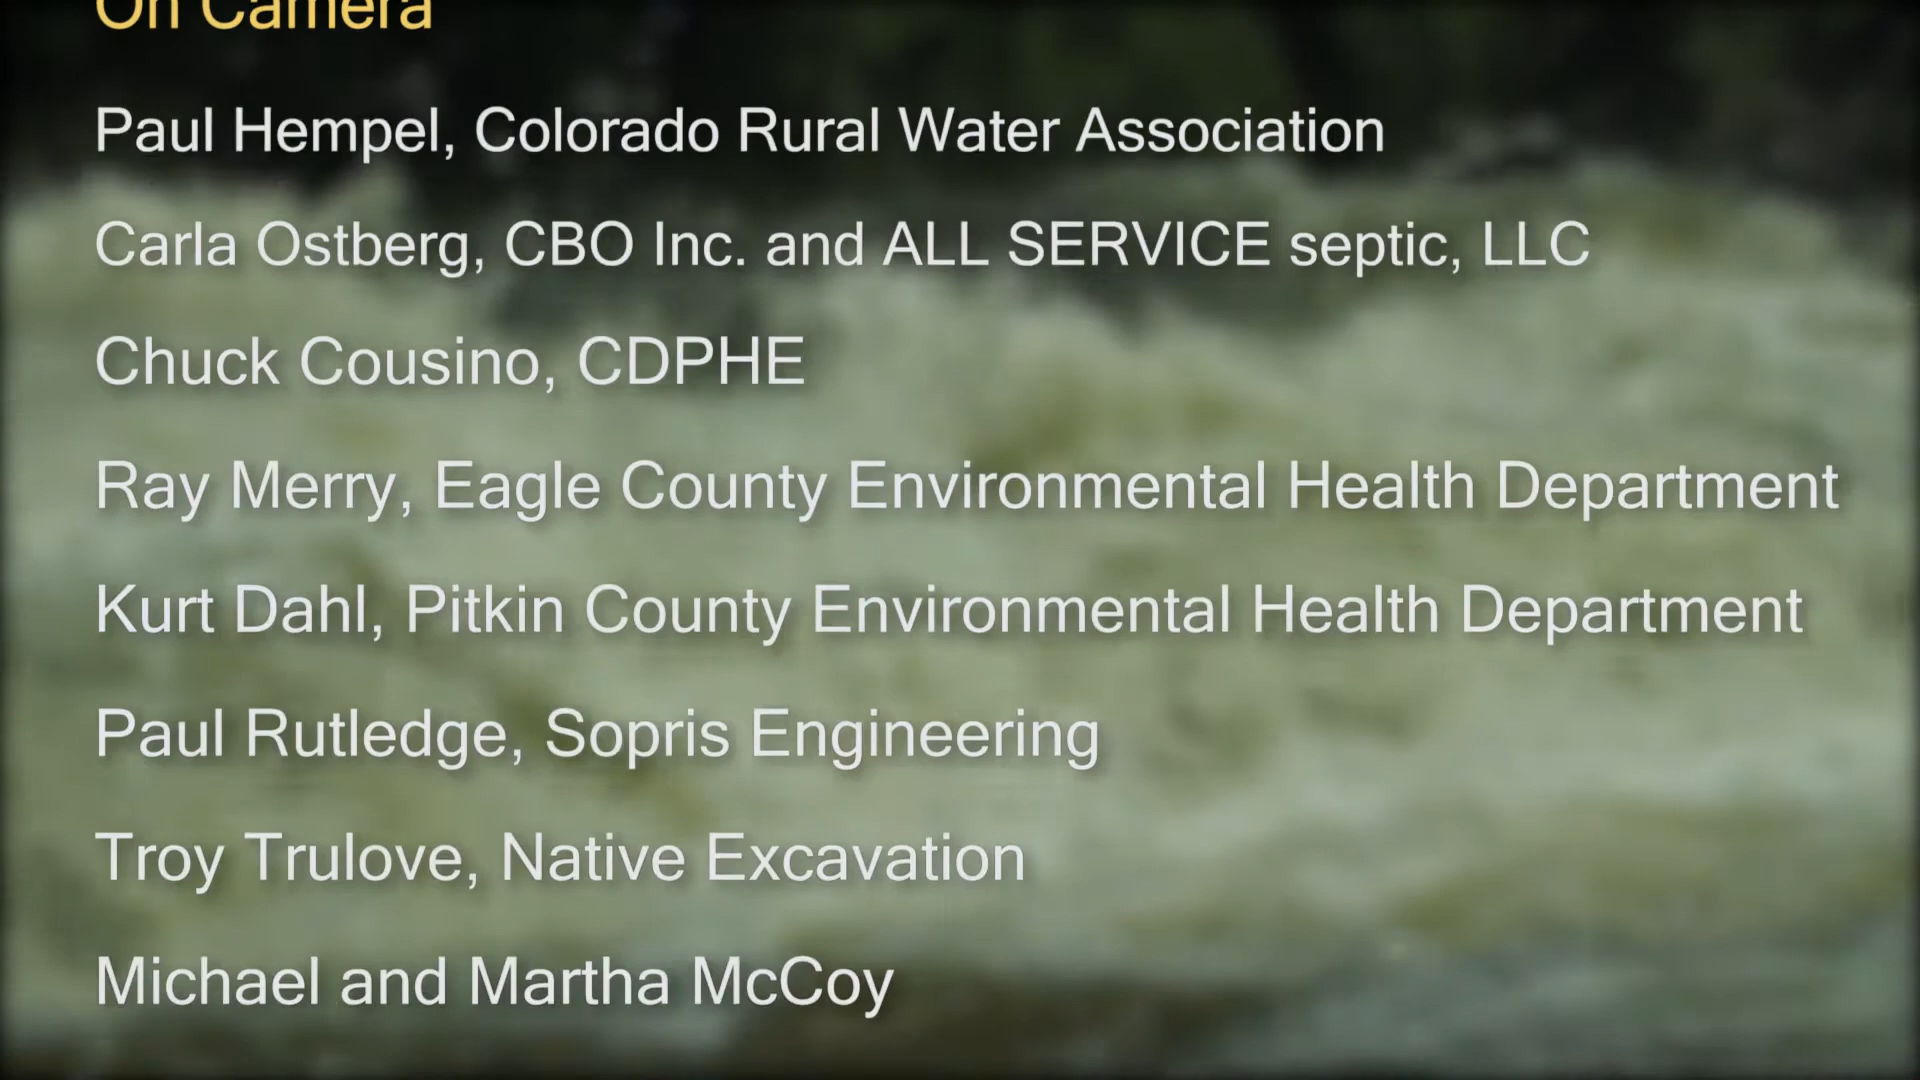 On Camera
Paul Hempel, Colorado Rural Water Association
Carla Ostberg, CBO Inc. and ALL SERVICE septic, LLC
Chuck Cousino, CDPHE
Ray Merry, Eagle County Environmental Health Department
Kurt Dahl, Pitkin County Environmental Health Department
Paul Rutledge, Sopris Engineering
Troy Trulove, Native Excavation
Michael and Martha McCoy